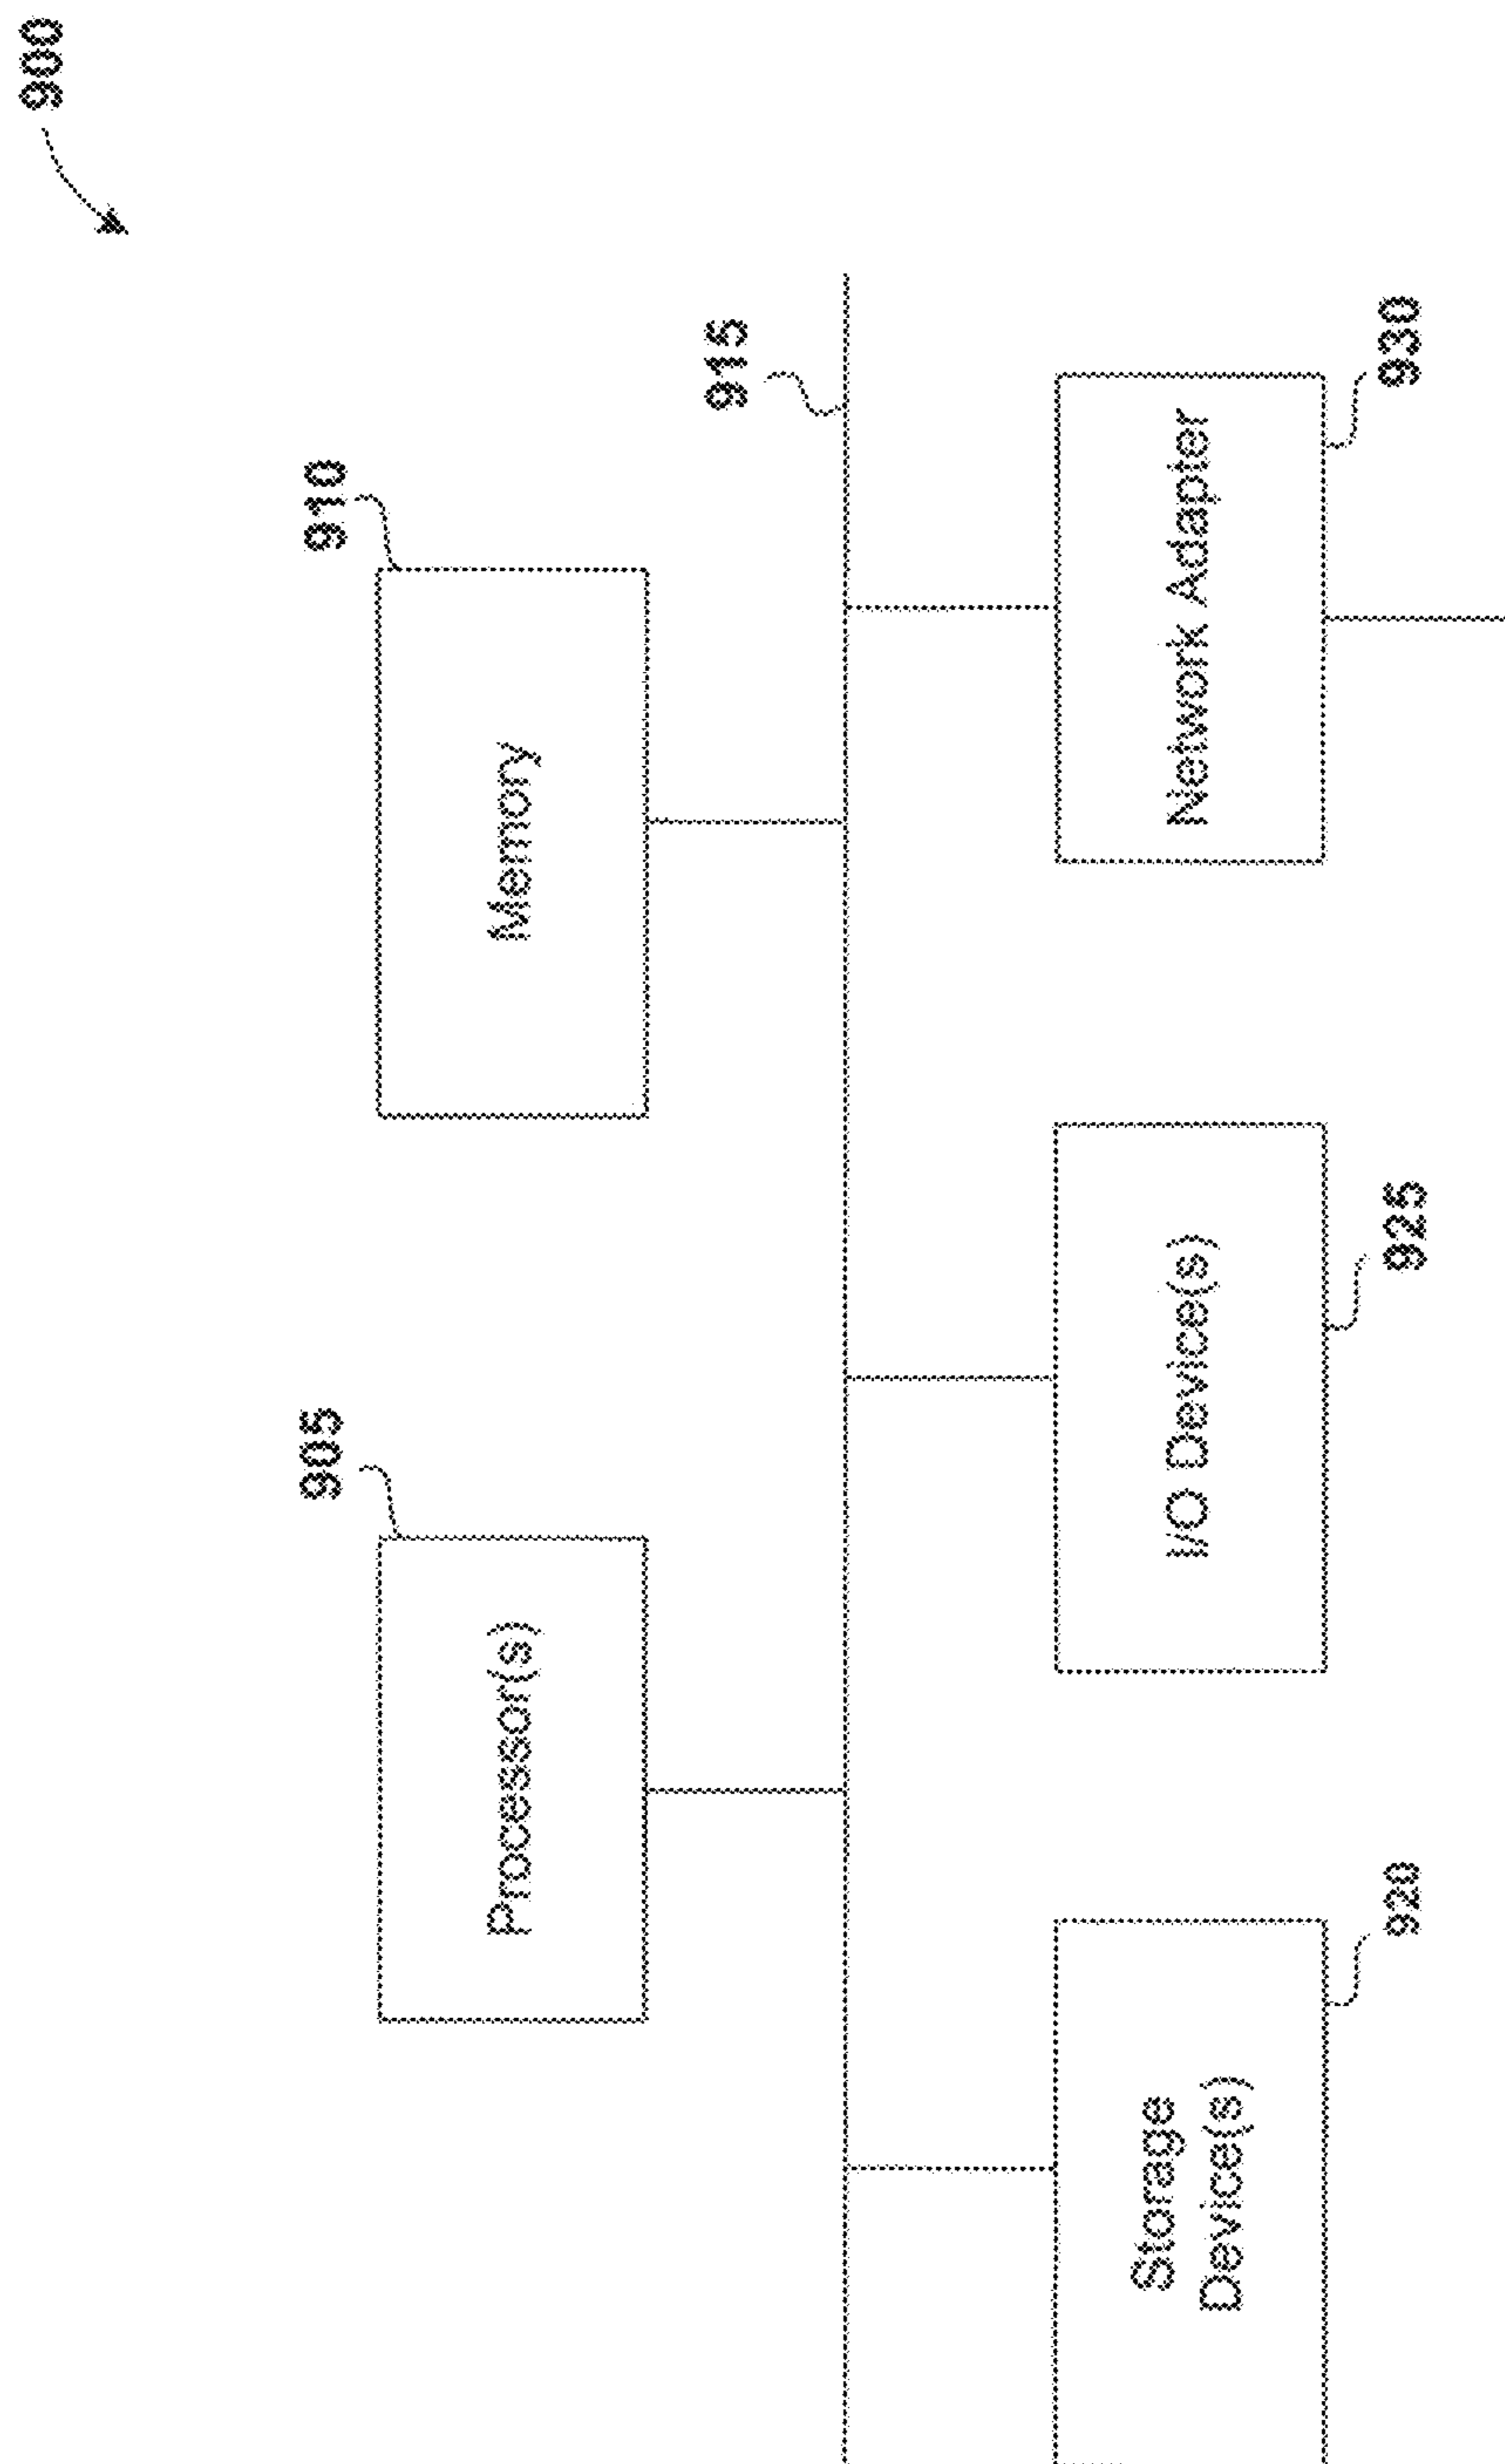 900
905
Processor(s)
910
Memory
915
Storage
Device(s)
920
I/O Device(s)
925
Network Adapter
930